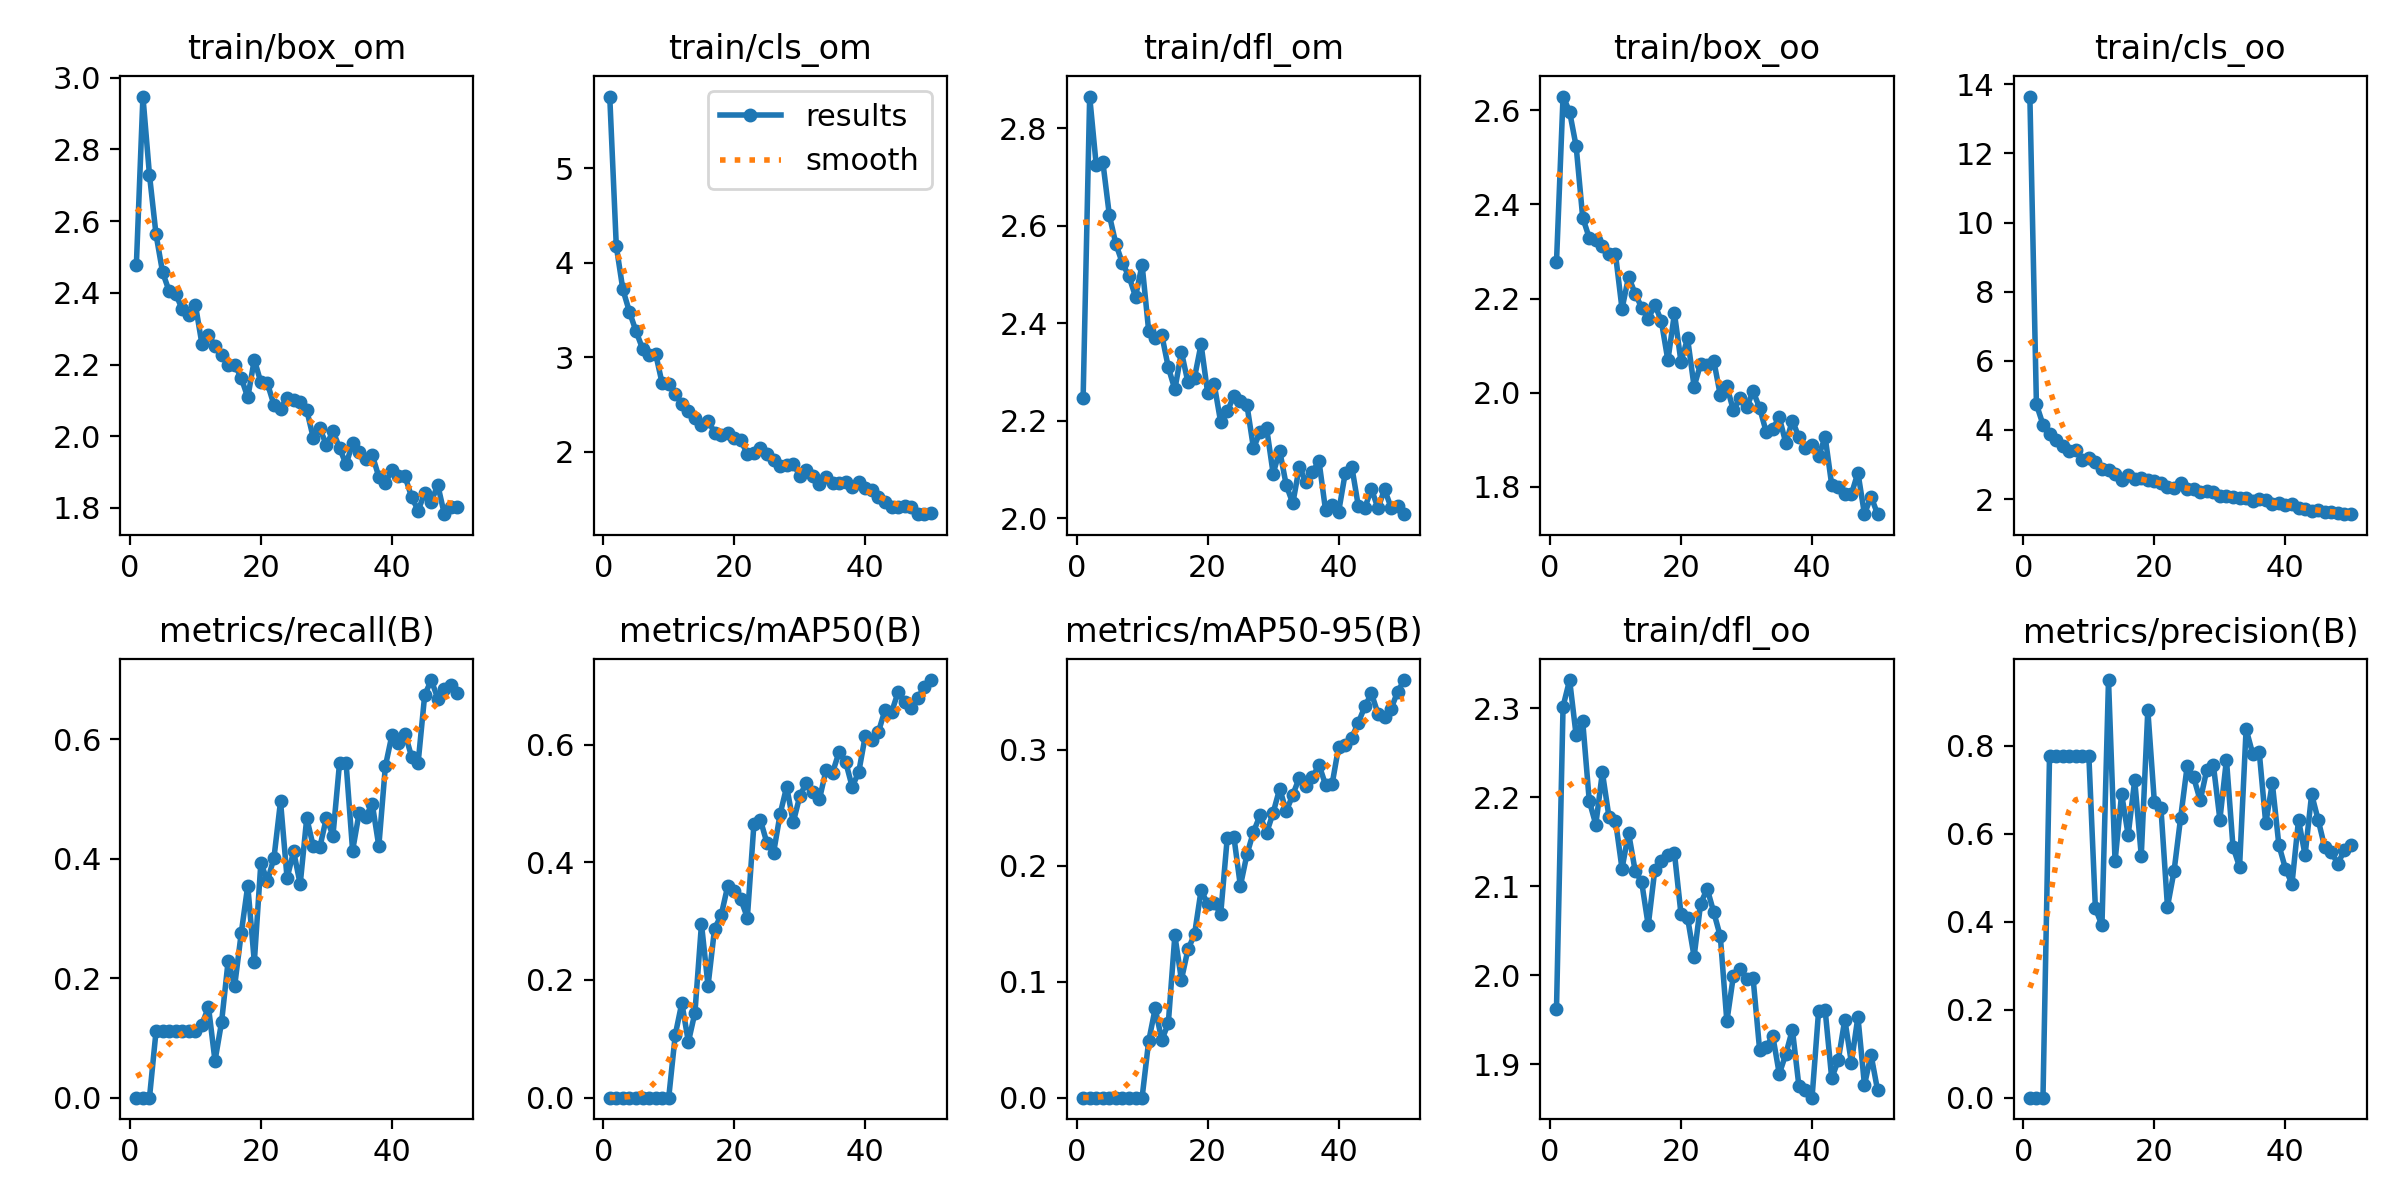 train/box_om
3.0
2.8
2.6
2.4
2.2
2.0
1.8
0 20 40
train/cls_om
results
smooth
5
4
3
2
0 20 40
train/dfl_om
2.8
2.6
2.4
2.2
2.0
0 20 40
train/box_oo
2.6
2.4
2.2
2.0
1.8
0 20 40
train/cls_oo
14
12
10
8
6
4
2
0 20 40
metrics/recall(B)
0.6
0.4
0.2
0.0
0 20 40
metrics/mAP50(B)
0.6
0.4
0.2
0.0
0 20 40
metrics/mAP50-95(B)
0.3
0.2
0.1
0.0
0 20 40
train/dfl_oo
2.3
2.2
2.1
2.0
1.9
0 20 40
metrics/precision(B)
0.8
0.6
0.4
0.2
0.0
0 20 40